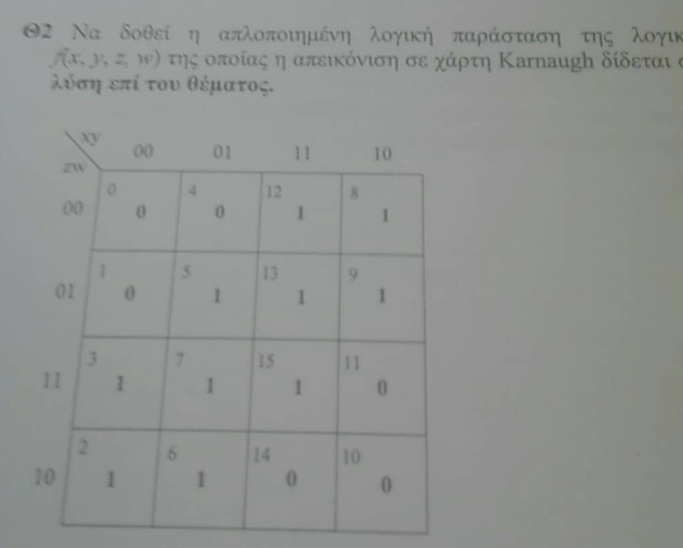 Θ2 Να δοθεί η απλοποιημένη λογική παράσταση της
f(x, y, z, w) της οποίας η απεικόνιση σε χάρτη Karnaugh δίδεται
λύση επί του θέματος.
xy 00 01 11 10
zw
0 4 12 8
00 0 0 1 1
1 5 13 9
01 0 1 1 1
3 7 15 11
11 1 1 1 0
2 6 14 10
10 1 1 0 0